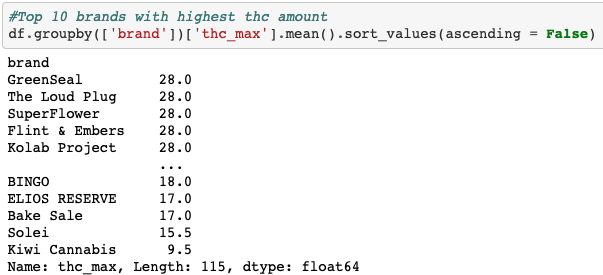 #Top 10 brands with highest thc amount
df.groupby(['brand'])['thc_max'].mean().sort_values(ascending = False)
brand
GreenSeal 28.0
The Loud Plug 28.0
SuperFlower 28.0
Flint & Embers 28.0
Kolab Project 28.0
...
BINGO 18.0
ELIOS RESERVE 17.0
Bake Sale 17.0
Solei 15.5
Kiwi Cannabis 9.5
Name: thc_max, Length: 115, dtype: float64